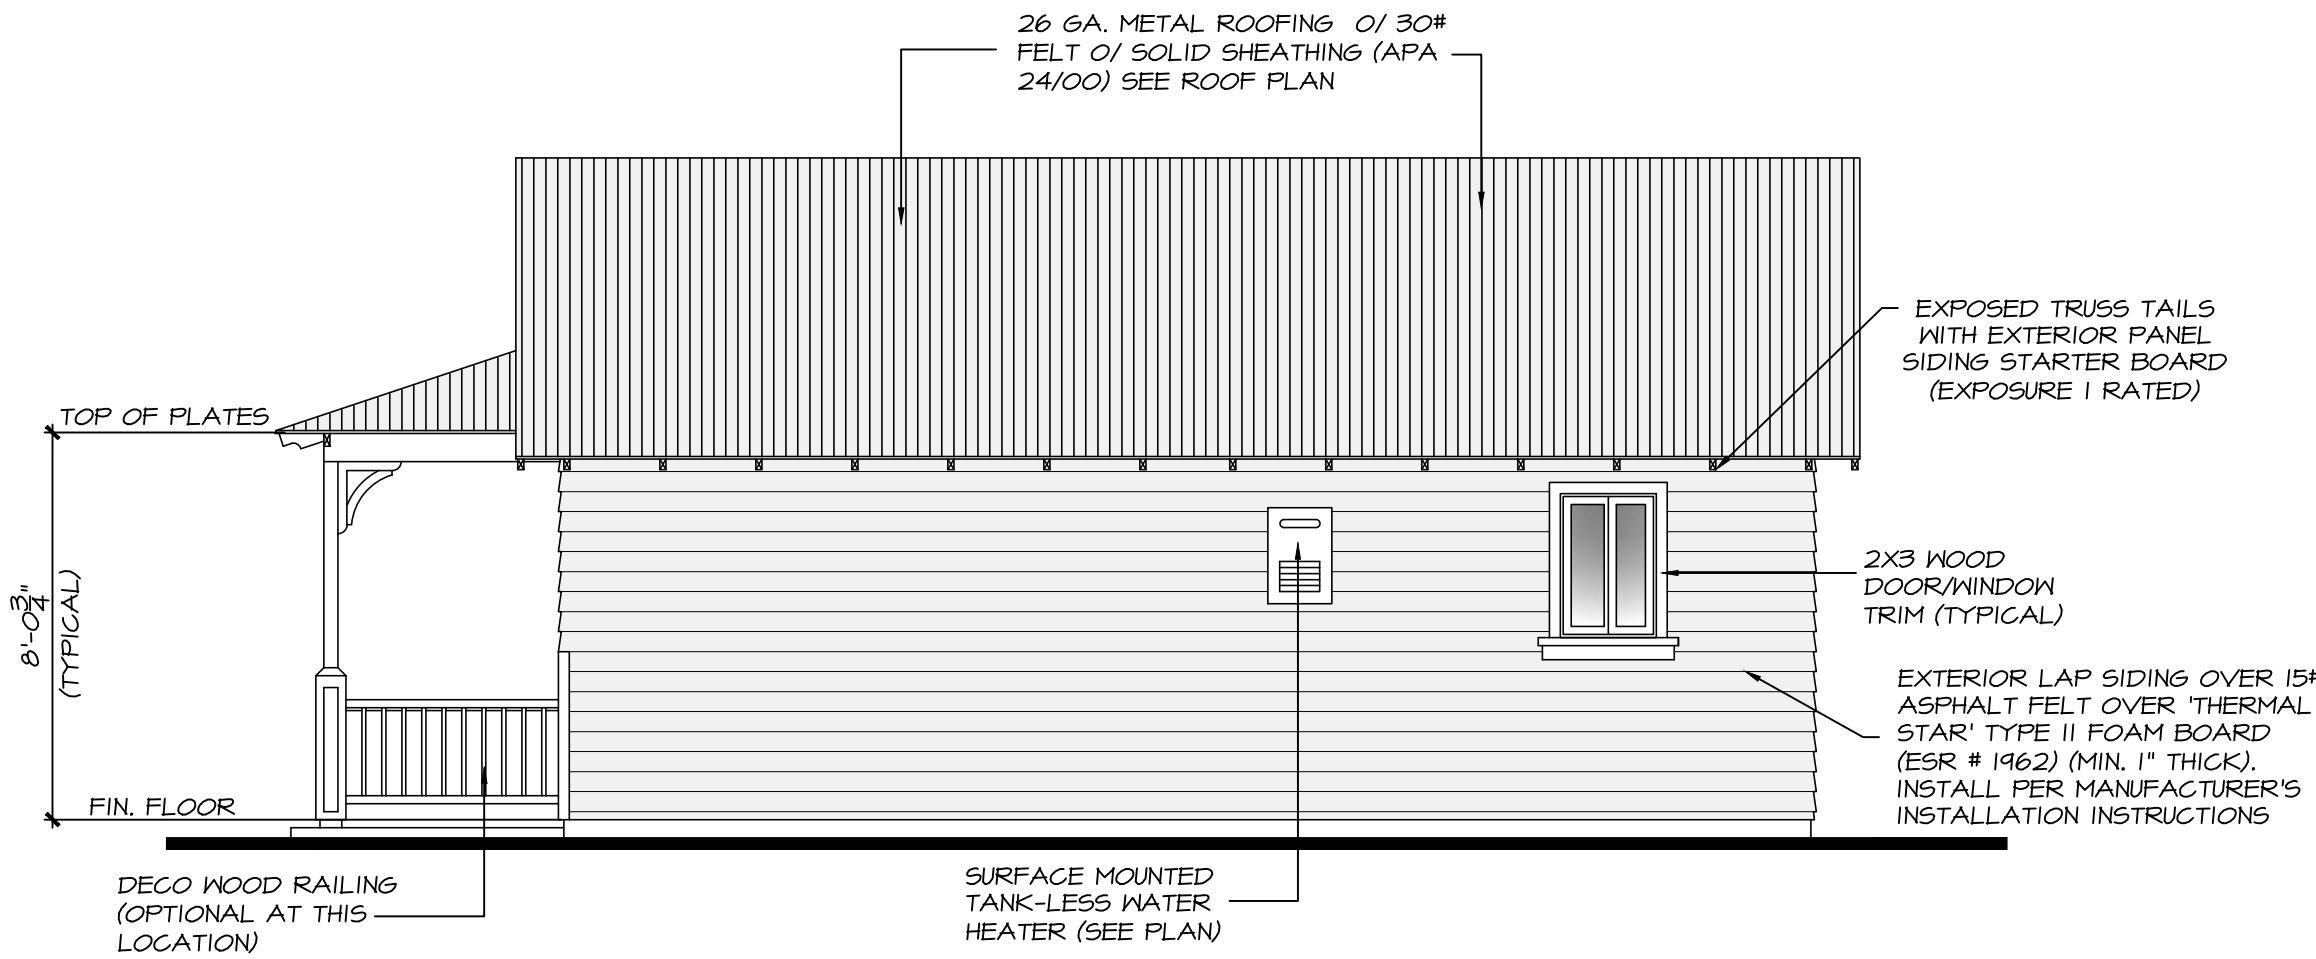 26 GA. METAL ROOFING O/ 30#
FELT O/ SOLID SHEATHING (APA
24/00) SEE ROOF PLAN
EXPOSED TRUSS TAILS
WITH EXTERIOR PANEL
SIDING STARTER BOARD
(EXPOSURE 1 RATED)
TOP OF PLATES
8'-0 3/4"
(TYPICAL)
2X3 WOOD
DOOR/WINDOW
TRIM (TYPICAL)
EXTERIOR LAP SIDING OVER 15#
ASPHALT FELT OVER 'THERMAL
STAR' TYPE II FOAM BOARD
(ESR # 1962) (MIN. 1" THICK).
INSTALL PER MANUFACTURER'S
INSTALLATION INSTRUCTIONS
FIN. FLOOR
DECO WOOD RAILING
(OPTIONAL AT THIS
LOCATION)
SURFACE MOUNTED
TANK-LESS WATER
HEATER (SEE PLAN)